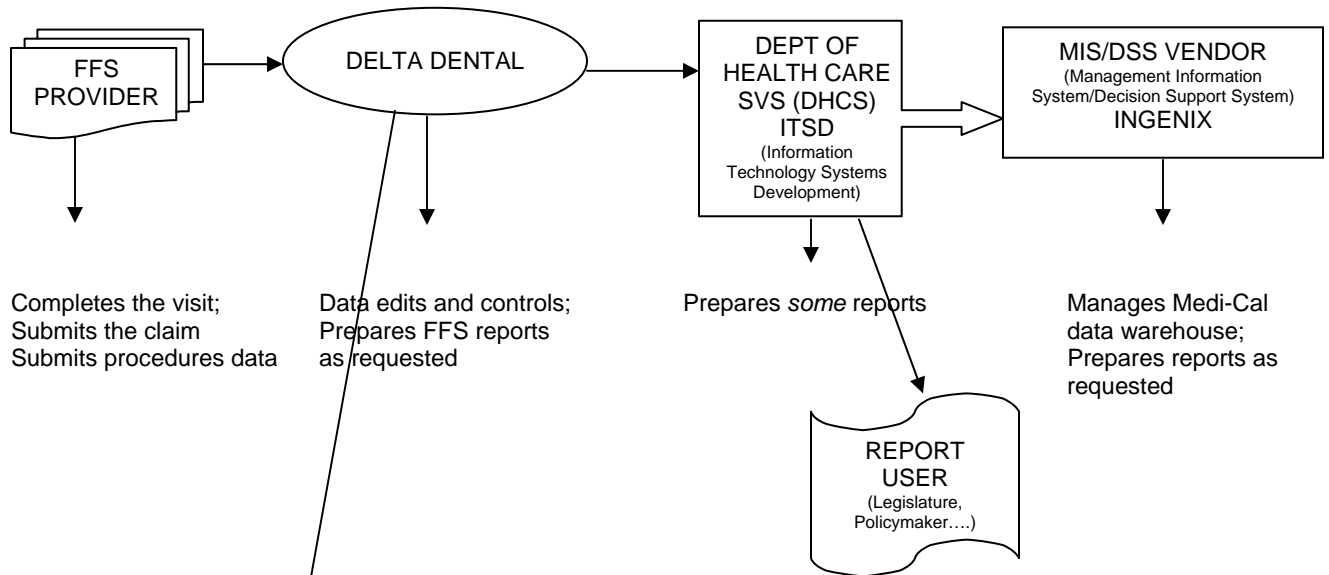 FFS
PROVIDER
DELTA DENTAL
DEPT OF
HEALTH CARE
SVS (DHCS)
ITSD
(Information
Technology Systems
Development)
MIS/DSS VENDOR
(Management Information
System/Decision Support System)
INGENIX
Completes the visit;
Submits the claim
Submits procedures data
Data edits and controls;
Prepares FFS reports
as requested
Prepares some reports
Manages Medi-Cal
data warehouse;
Prepares reports as
requested
REPORT
USER
(Legislature,
Policymaker….)